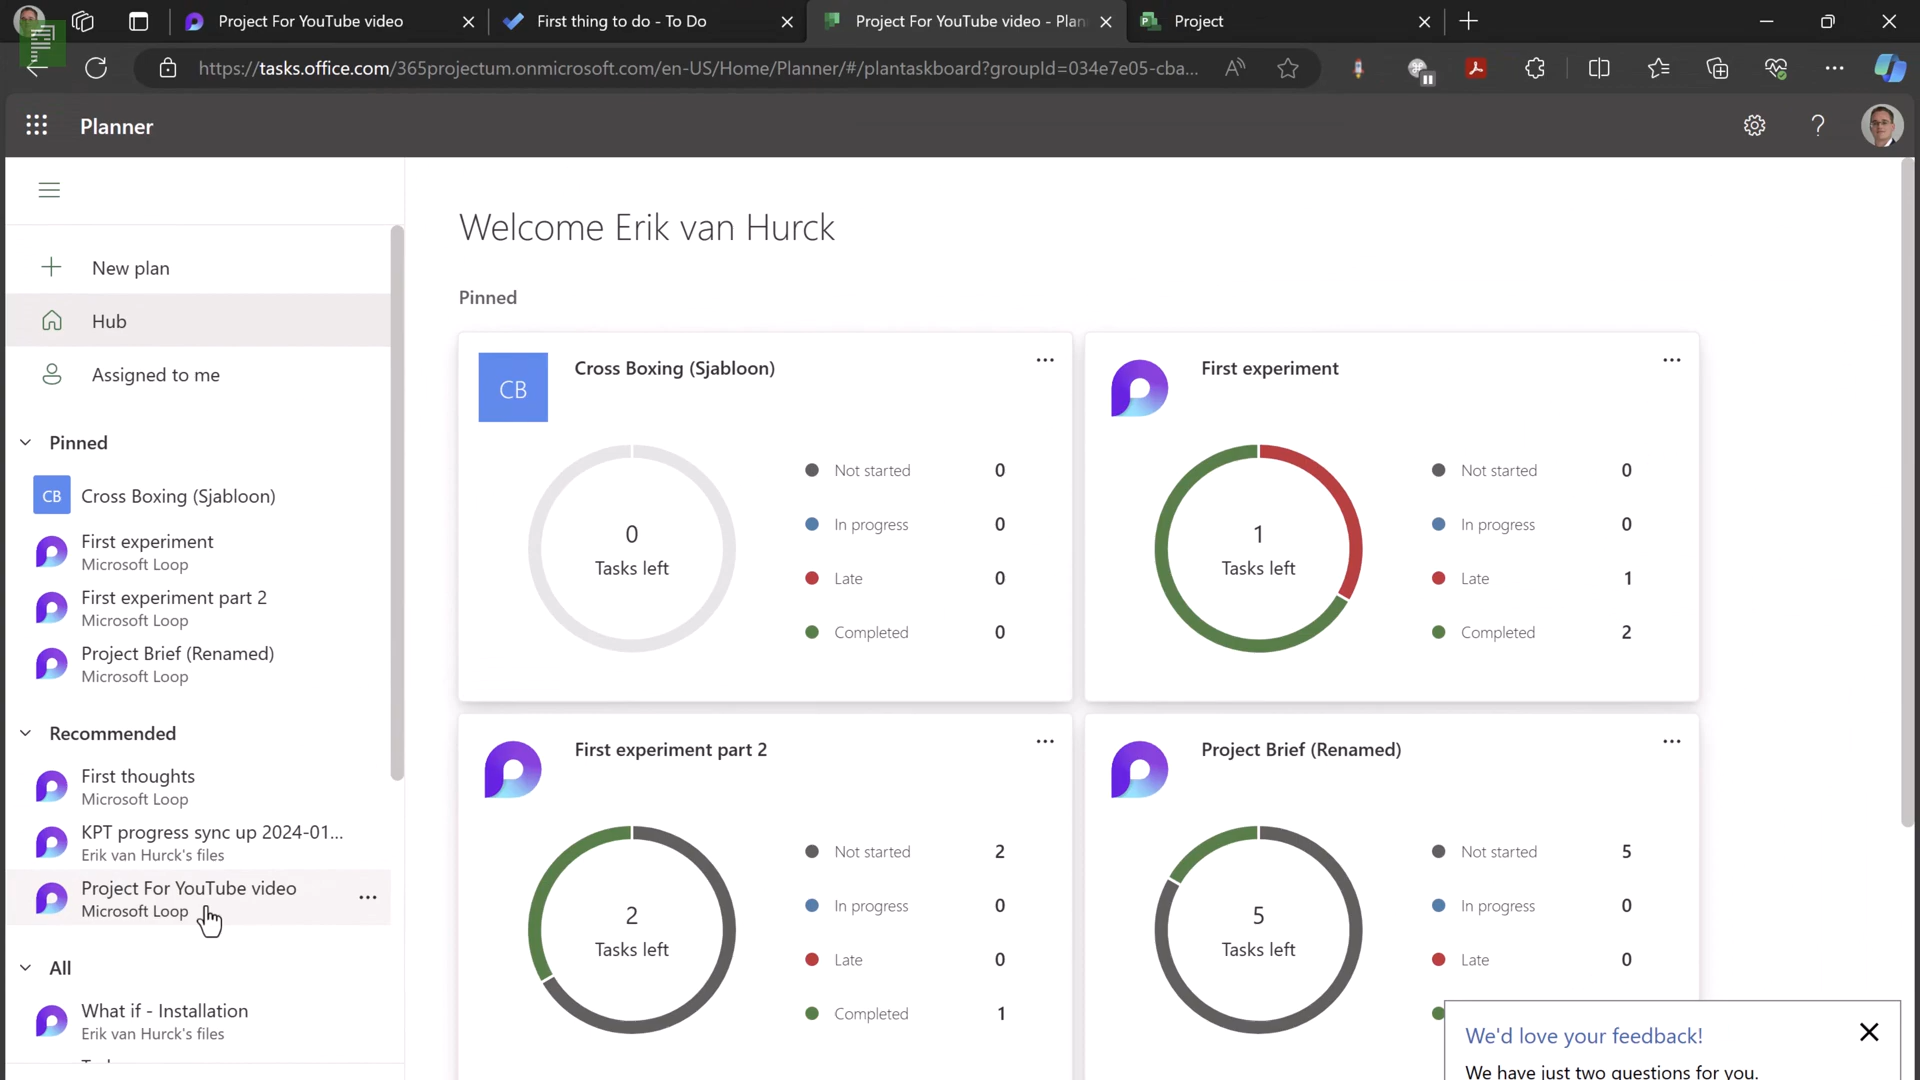 Project For YouTube video
First thing to do - To Do
Project For YouTube video - Plan
Project
https://tasks.office.com/365projectum.onmicrosoft.com/en-US/Home/Planner/#/plantaskboard?groupId=034e7e05-cba...
Planner
New plan
Hub
Assigned to me
Pinned
CB
Cross Boxing (Sjabloon)
First experiment
Microsoft Loop
First experiment part 2
Microsoft Loop
Project Brief (Renamed)
Microsoft Loop
Recommended
First thoughts
Microsoft Loop
KPT progress sync up 2024-01...
Erik van Hurck's files
Project For YouTube video
Microsoft Loop
All
What if - Installation
Erik van Hurck's files
Welcome Erik van Hurck
Pinned
CB
Cross Boxing (Sjabloon)
0
Tasks left
Not started 0
In progress 0
Late 0
Completed 0
First experiment
1
Tasks left
Not started 0
In progress 0
Late 1
Completed 2
First experiment part 2
2
Tasks left
Not started 2
In progress 0
Late 0
Completed 1
Project Brief (Renamed)
5
Tasks left
Not started 5
In progress 0
Late 0
We'd love your feedback!
We have just two questions for you.